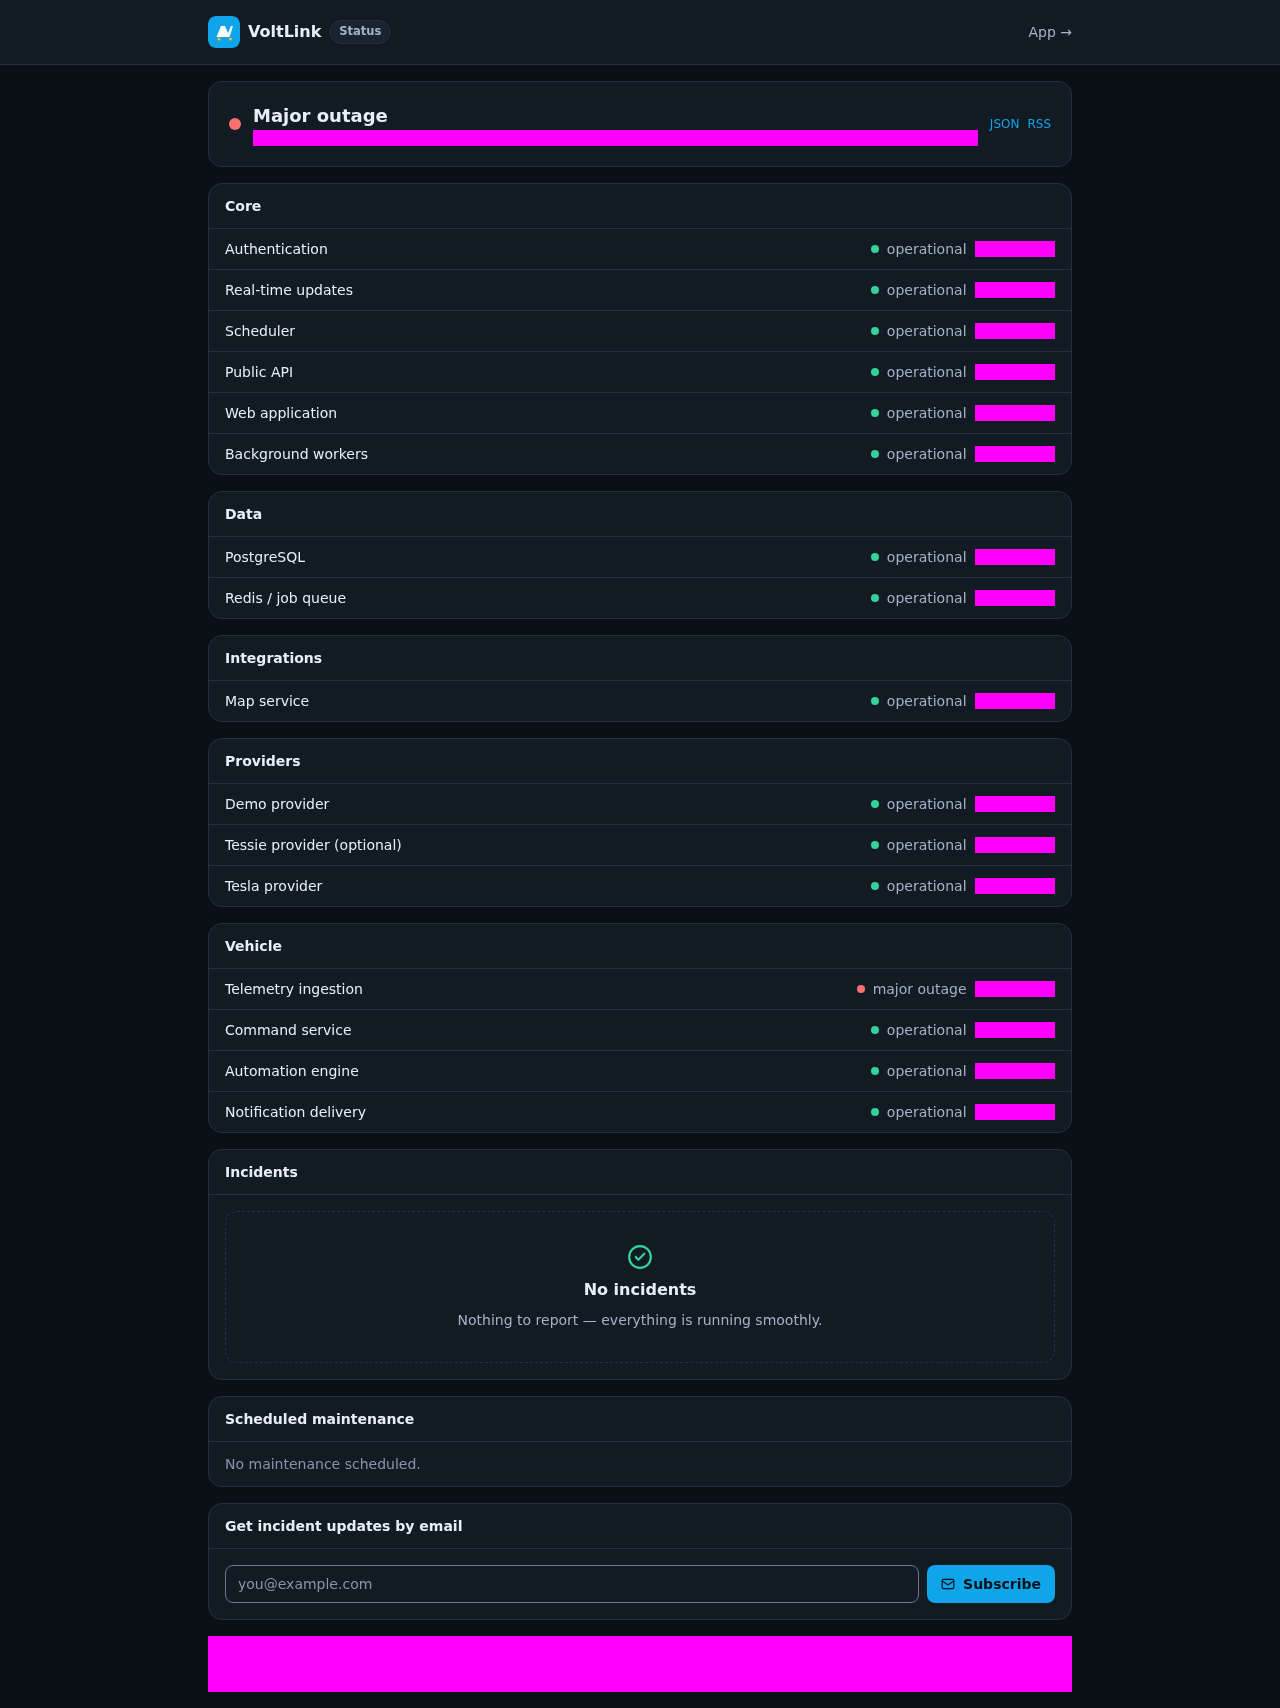 VoltLink Status App →
Major outage
JSON RSS
Core
Authentication operational
Real-time updates operational
Scheduler operational
Public API operational
Web application operational
Background workers operational
Data
PostgreSQL operational
Redis / job queue operational
Integrations
Map service operational
Providers
Demo provider operational
Tessie provider (optional) operational
Tesla provider operational
Vehicle
Telemetry ingestion major outage
Command service operational
Automation engine operational
Notification delivery operational
Incidents
No incidents
Nothing to report — everything is running smoothly.
Scheduled maintenance
No maintenance scheduled.
Get incident updates by email
you@example.com Subscribe